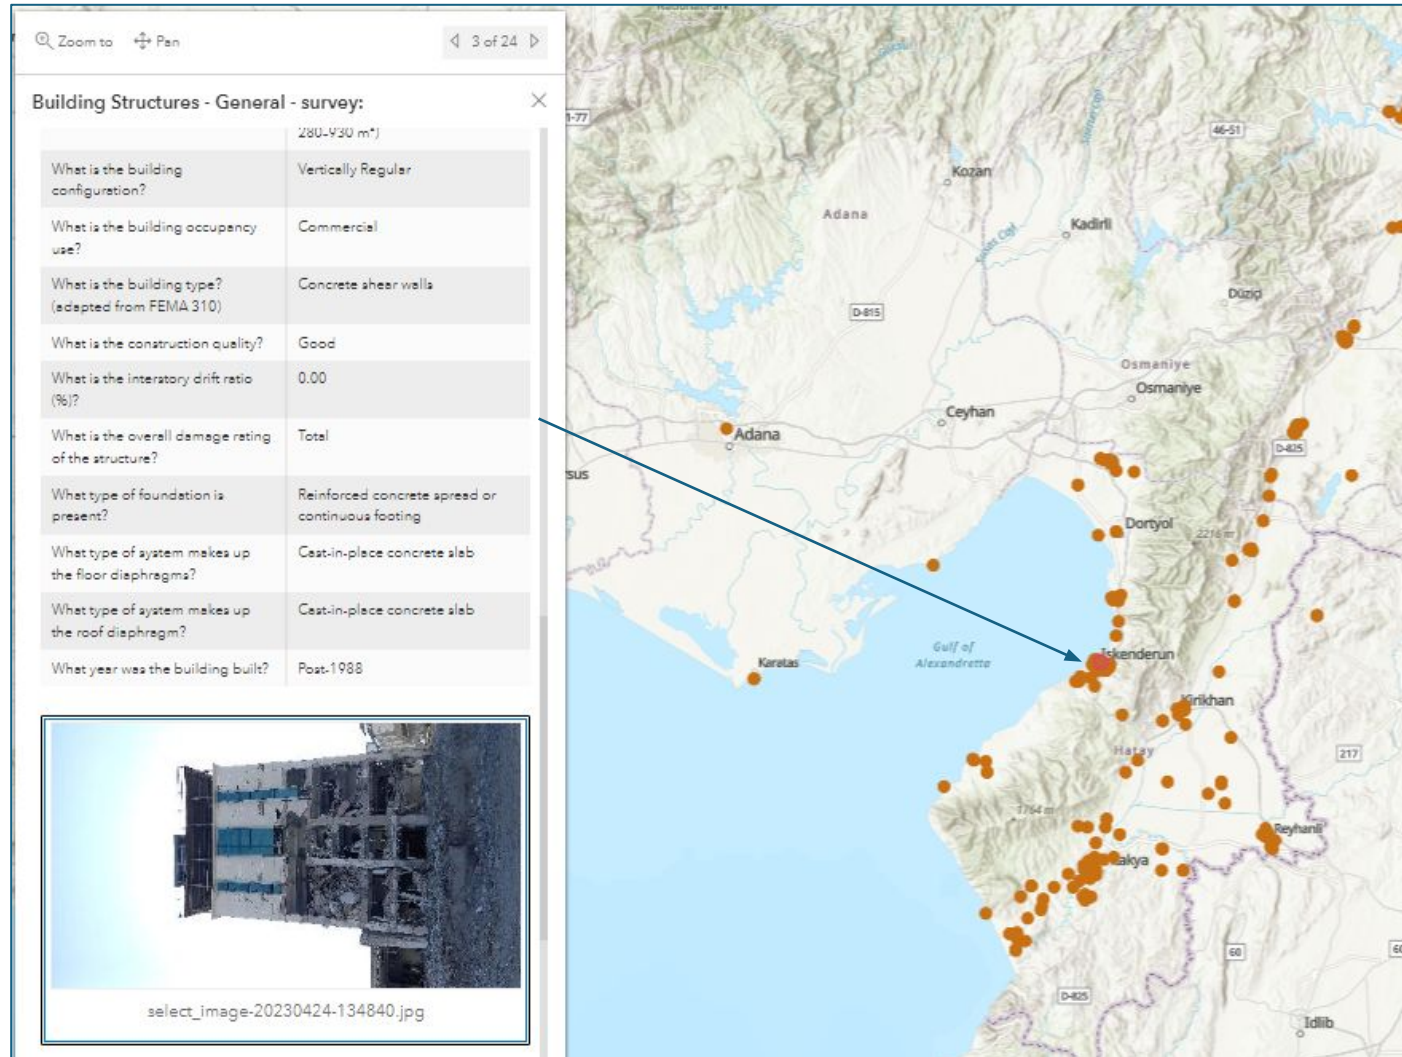 Zoom to
Pan
3 of 24
Building Structures - General - survey:
280-930 m²)
What is the building
configuration?
Vertically Regular
What is the building occupancy
use?
Commercial
What is the building type?
(adapted from FEMA 310)
Concrete shear walls
What is the construction quality?
Good
What is the interstory drift ratio
(%)?
0.00
What is the overall damage rating
of the structure?
Total
What type of foundation is
present?
Reinforced concrete spread or
continuous footing
What type of system makes up
the floor diaphragms?
Cast-in-place concrete slab
What type of system makes up
the roof diaphragm?
Cast-in-place concrete slab
What year was the building built?
Post-1988
select_image-20230424-134840.jpg
46-51
Kozan
Adana
Kadirli
D-815
Düziçi
Osmaniye
Osmaniye
Ceyhan
Adana
D-825
sus
Dortyol
2216 m
Gulf of
Alexandretta
Iskenderun
Karatas
Kirikhan
Hatay
217
1764 m
Reyhanli
akya
60
D-825
Idlib